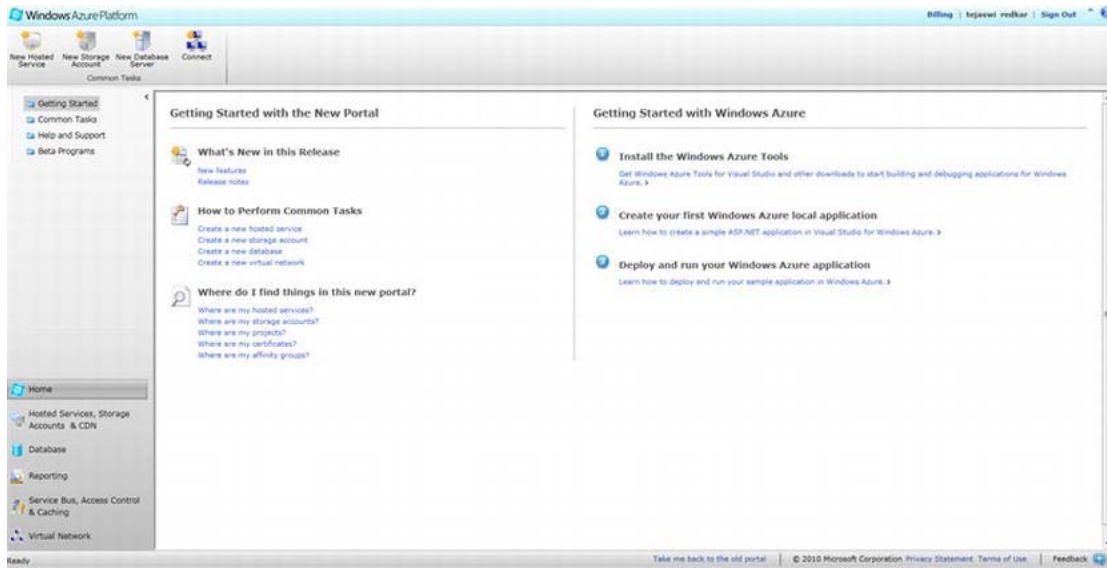 Windows Azure Platform
Billing | tejaswi redkar | Sign Out
New Hosted Service
New Storage Account
New Database Server
Connect
Common Tasks
Getting Started
Common Tasks
Help and Support
Beta Programs
Getting Started with the New Portal
What's New in this Release
New features
Release notes
How to Perform Common Tasks
Create a new hosted service
Create a new storage account
Create a new database
Create a new virtual network
Where do I find things in this new portal?
Where are my hosted services?
Where are my storage accounts?
Where are my projects?
Where are my certificates?
Where are my affinity groups?
Getting Started with Windows Azure
Install the Windows Azure Tools
Get Windows Azure Tools for Visual Studio and other downloads to start building and debugging applications for Windows
Azure.
Create your first Windows Azure local application
Learn how to create a simple ASP.NET application in Visual Studio for Windows Azure.
Deploy and run your Windows Azure application
Learn how to deploy and run your sample application in Windows Azure.
Home
Hosted Services, Storage
Accounts & CDN
Database
Reporting
Service Bus, Access Control
& Caching
Virtual Network
Ready
Take me back to the old portal | © 2010 Microsoft Corporation Privacy Statement Terms of Use | Feedback